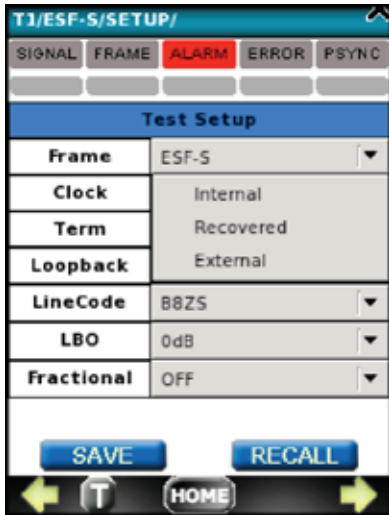 T1/ESF-S/SETUP/
SIGNAL FRAME ALARM ERROR PSYNC
Test Setup
Frame ESF-S
Clock Internal
Term Recovered
Loopback External
LineCode B8ZS
LBO 0dB
Fractional OFF
SAVE RECALL
T HOME